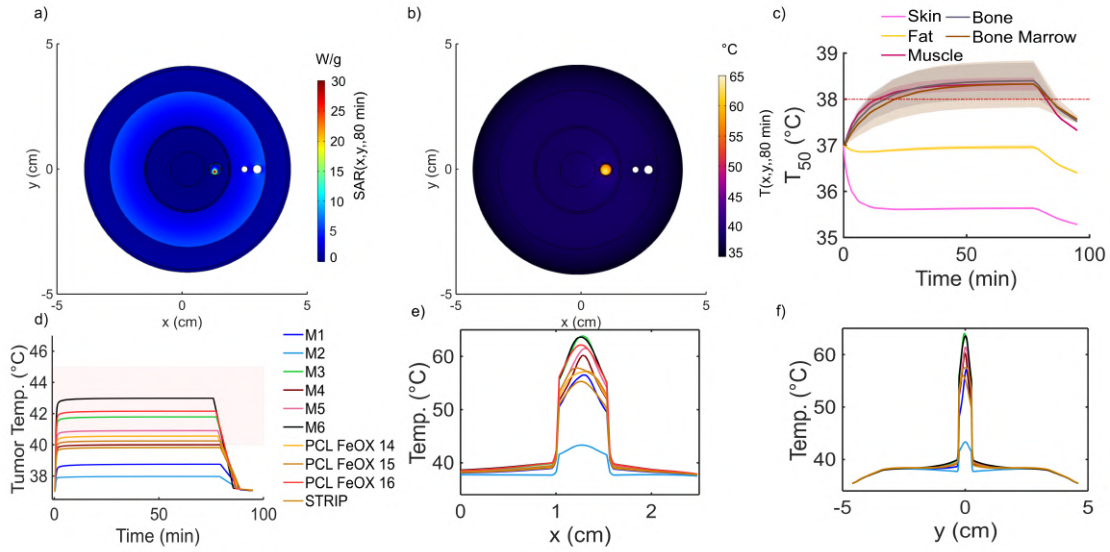 a)
W/g
5
30
25
20
15
10
5
0
-5
-5
0
5
y (cm)
x (cm)
SAR(x,y,,80 min)
b)
°C
5
65
60
55
50
45
40
35
0
-5
-5
0
5
y (cm)
x (cm)
T(x,y,,80 min)
c)
Skin
Bone
Fat
Bone Marrow
Muscle
39
38
37
36
35
0
50
100
T50 (°C)
Time (min)
d)
46
44
42
40
38
0
50
100
Tumor Temp. (°C)
Time (min)
M1
M2
M3
M4
M5
M6
PCL FeOX 14
PCL FeOX 15
PCL FeOX 16
STRIP
e)
60
50
40
0
1
2
Temp. (°C)
x (cm)
f)
60
50
40
-5
0
5
Temp. (°C)
y (cm)